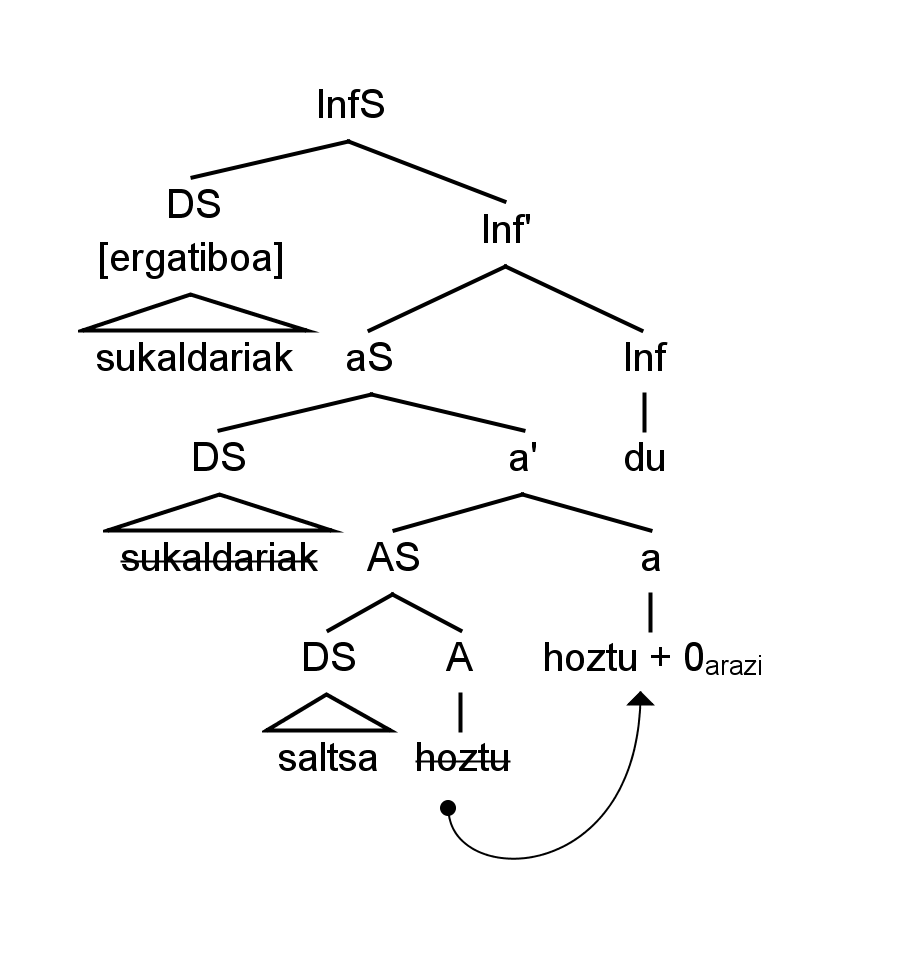 InfS
DS
[ergatiboa]
Inf'
sukaldariak aS Inf
DS a' du
sukaldariak AS a
DS A hoztu + 0arazi
saltsa hoztu